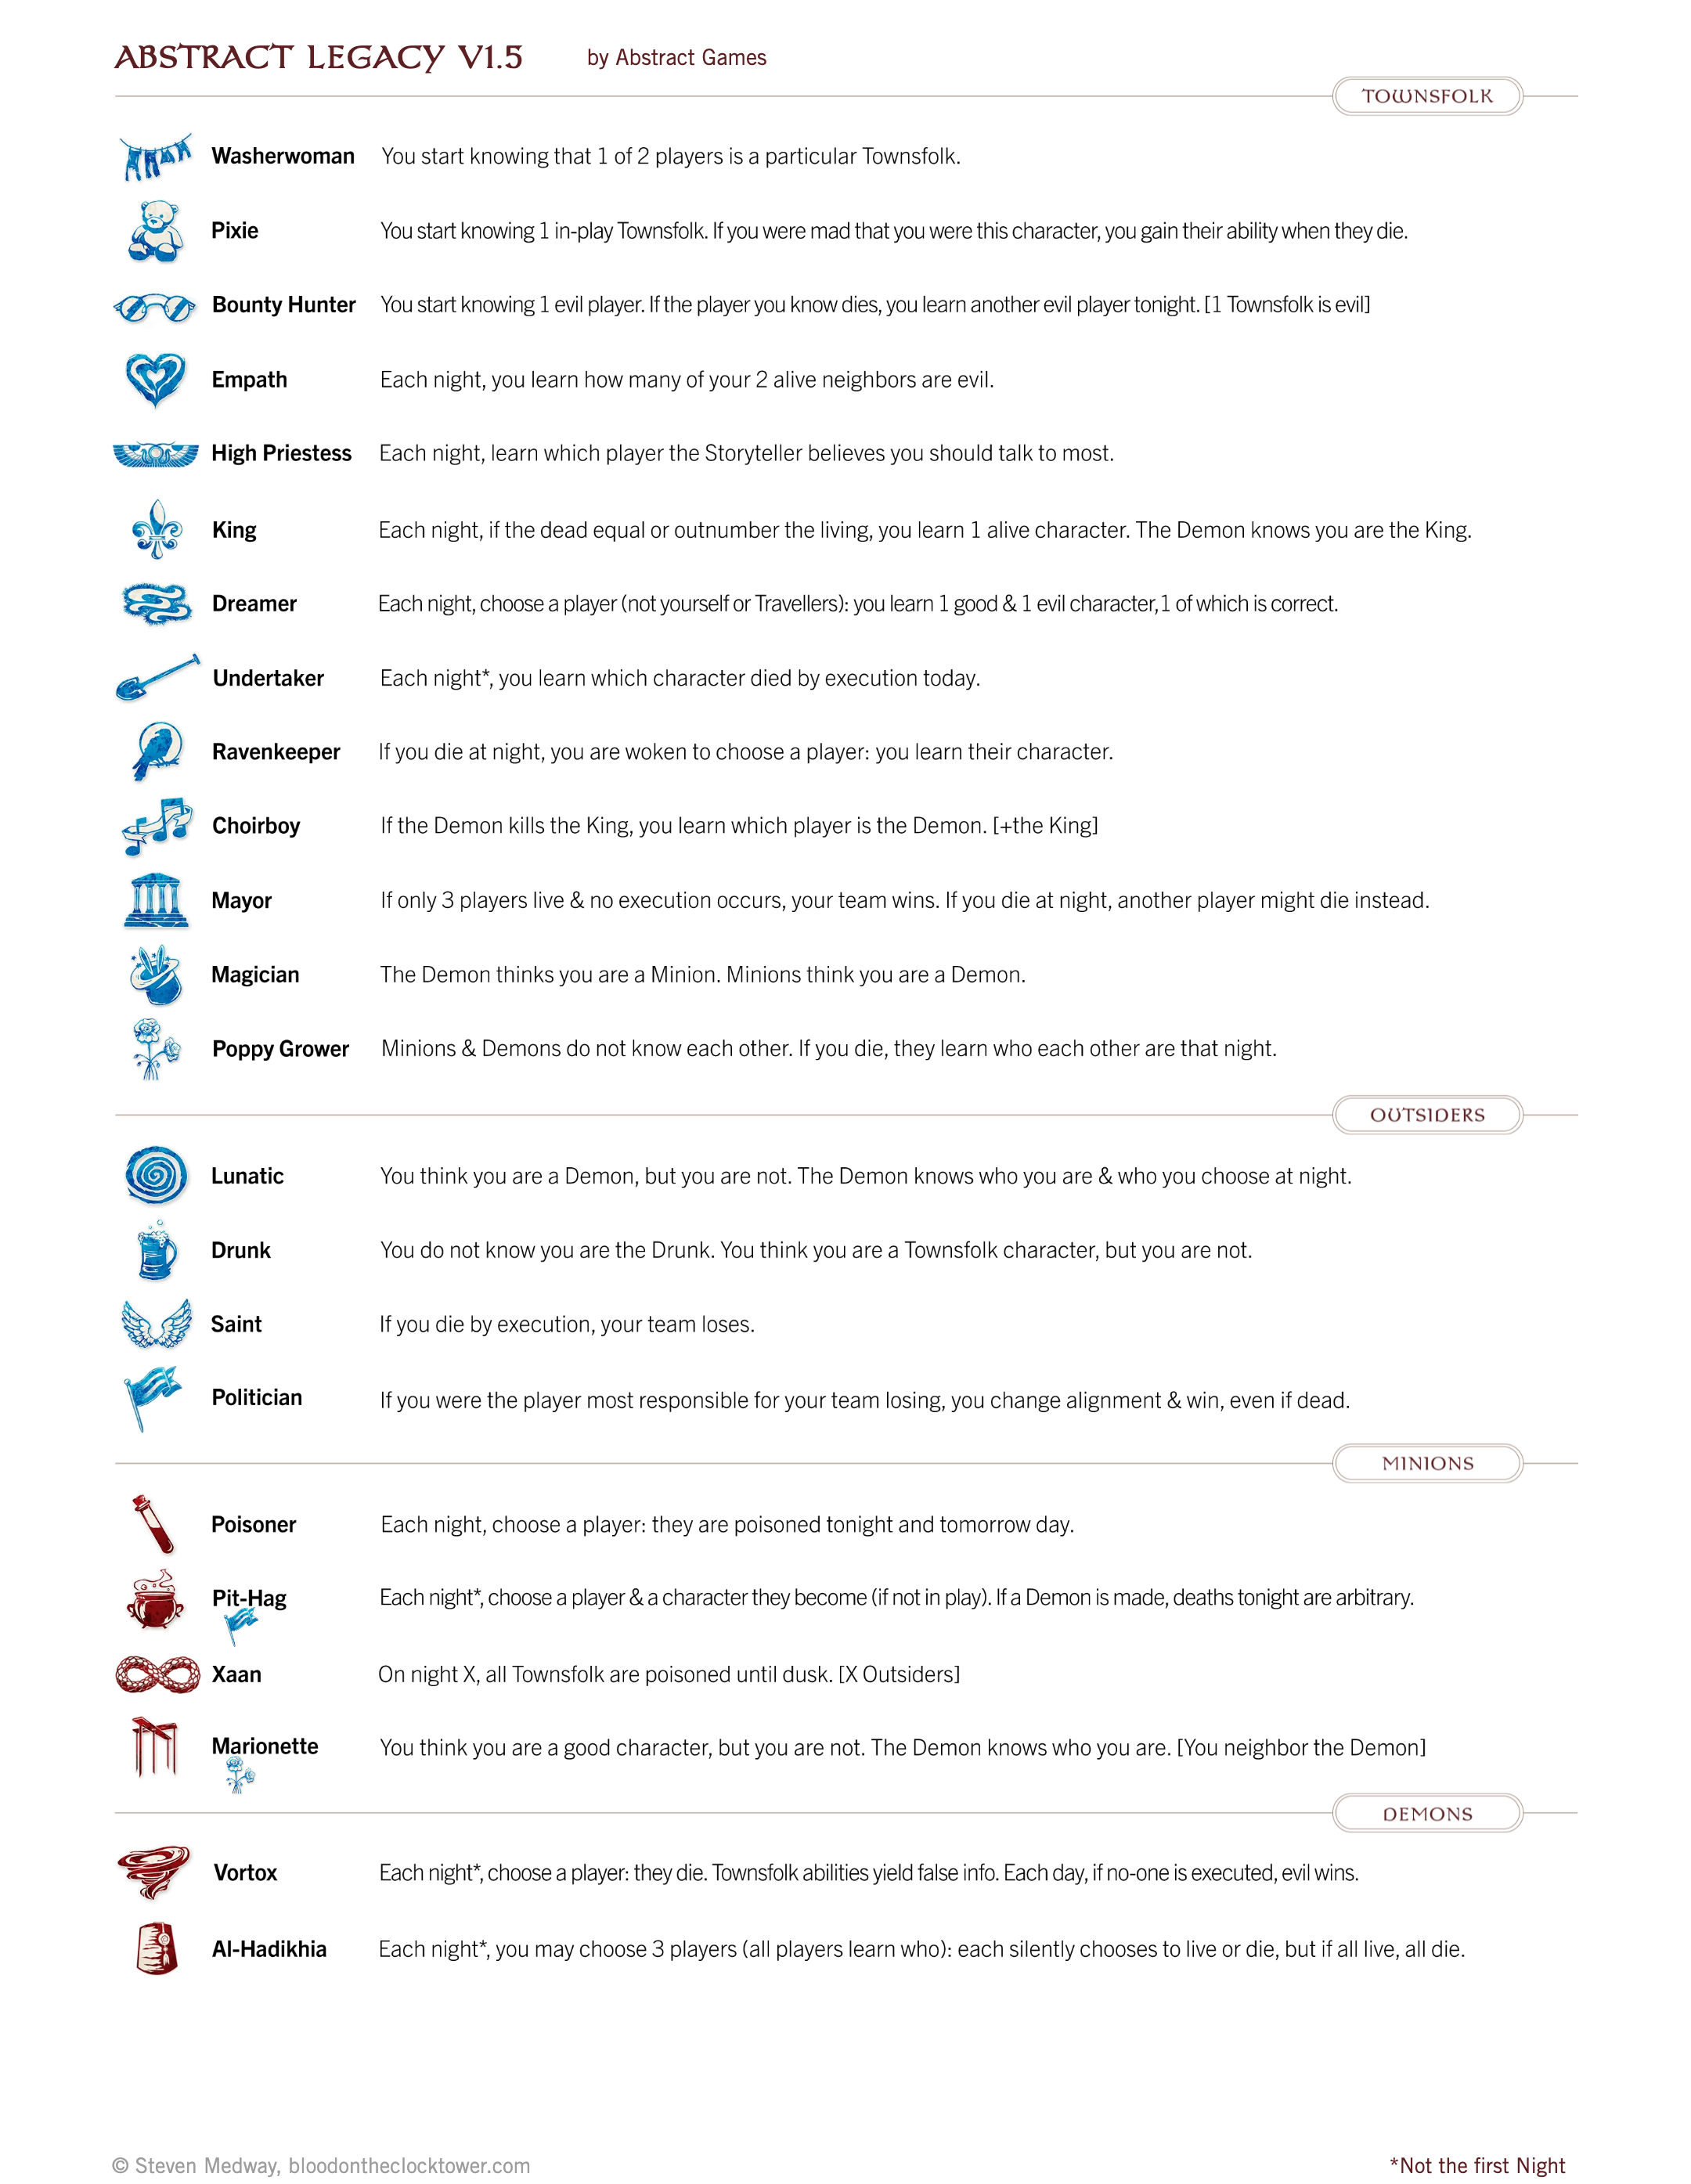 ABSTRACT LEGACY V1.5 by Abstract Games
TOWNSFOLK
Washerwoman You start knowing that 1 of 2 players is a particular Townsfolk.
Pixie You start knowing 1 in-play Townsfolk. If you were mad that you were this character, you gain their ability when they die.
Bounty Hunter You start knowing 1 evil player. If the player you know dies, you learn another evil player tonight. [1 Townsfolk is evil]
Empath Each night, you learn how many of your 2 alive neighbors are evil.
High Priestess Each night, learn which player the Storyteller believes you should talk to most.
King Each night, if the dead equal or outnumber the living, you learn 1 alive character. The Demon knows you are the King.
Dreamer Each night, choose a player (not yourself or Travellers): you learn 1 good & 1 evil character,1 of which is correct.
Undertaker Each night*, you learn which character died by execution today.
Ravenkeeper If you die at night, you are woken to choose a player: you learn their character.
Choirboy If the Demon kills the King, you learn which player is the Demon. [+the King]
Mayor If only 3 players live & no execution occurs, your team wins. If you die at night, another player might die instead.
Magician The Demon thinks you are a Minion. Minions think you are a Demon.
Poppy Grower Minions & Demons do not know each other. If you die, they learn who each other are that night.
OUTSIDERS
Lunatic You think you are a Demon, but you are not. The Demon knows who you are & who you choose at night.
Drunk You do not know you are the Drunk. You think you are a Townsfolk character, but you are not.
Saint If you die by execution, your team loses.
Politician If you were the player most responsible for your team losing, you change alignment & win, even if dead.
MINIONS
Poisoner Each night, choose a player: they are poisoned tonight and tomorrow day.
Pit-Hag Each night*, choose a player & a character they become (if not in play). If a Demon is made, deaths tonight are arbitrary.
Xaan On night X, all Townsfolk are poisoned until dusk. [X Outsiders]
Marionette You think you are a good character, but you are not. The Demon knows who you are. [You neighbor the Demon]
DEMONS
Vortox Each night*, choose a player: they die. Townsfolk abilities yield false info. Each day, if no-one is executed, evil wins.
Al-Hadikhia Each night*, you may choose 3 players (all players learn who): each silently chooses to live or die, but if all live, all die.
© Steven Medway, bloodontheclocktower.com *Not the first Night